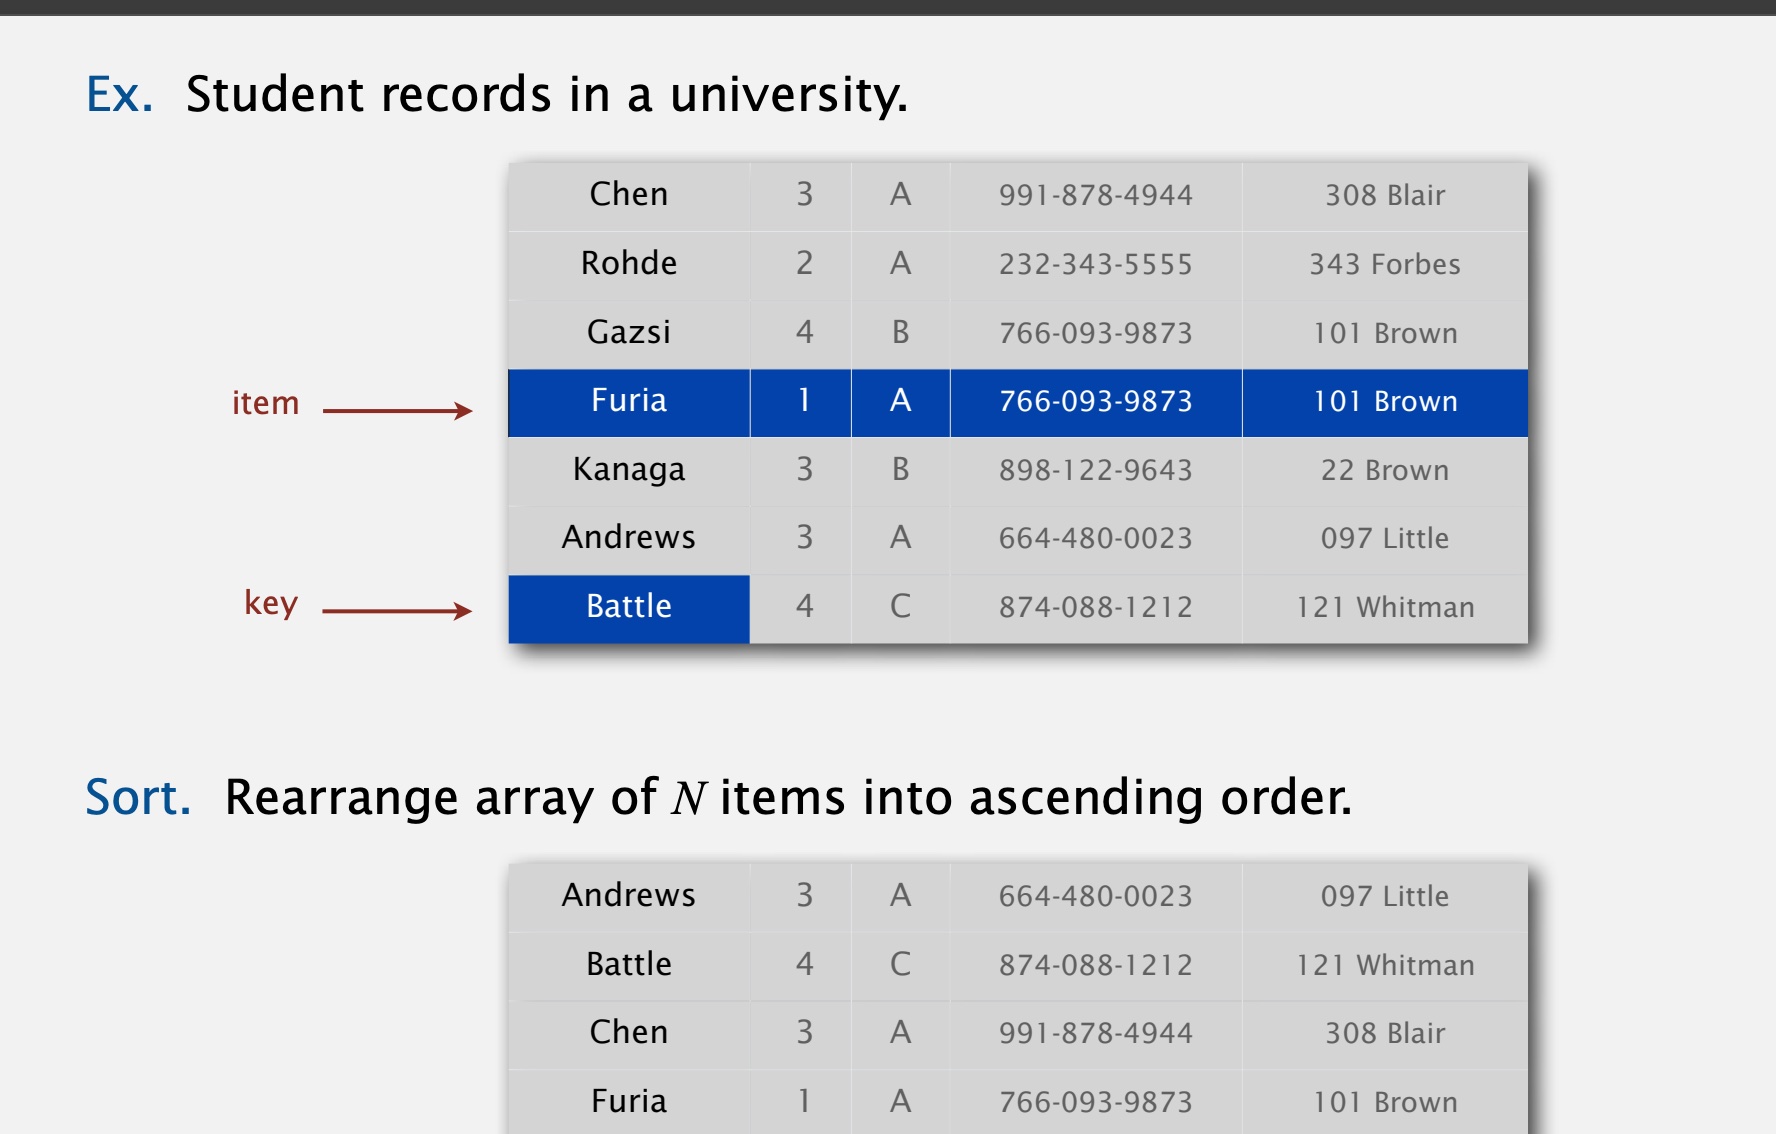 Ex. Student records in a university.
Chen 3 A 991-878-4944 308 Blair
Rohde 2 A 232-343-5555 343 Forbes
Gazsi 4 B 766-093-9873 101 Brown
item Furia 1 A 766-093-9873 101 Brown
Kanaga 3 B 898-122-9643 22 Brown
Andrews 3 A 664-480-0023 097 Little
key Battle 4 C 874-088-1212 121 Whitman
Sort. Rearrange array of N items into ascending order.
Andrews 3 A 664-480-0023 097 Little
Battle 4 C 874-088-1212 121 Whitman
Chen 3 A 991-878-4944 308 Blair
Furia 1 A 766-093-9873 101 Brown